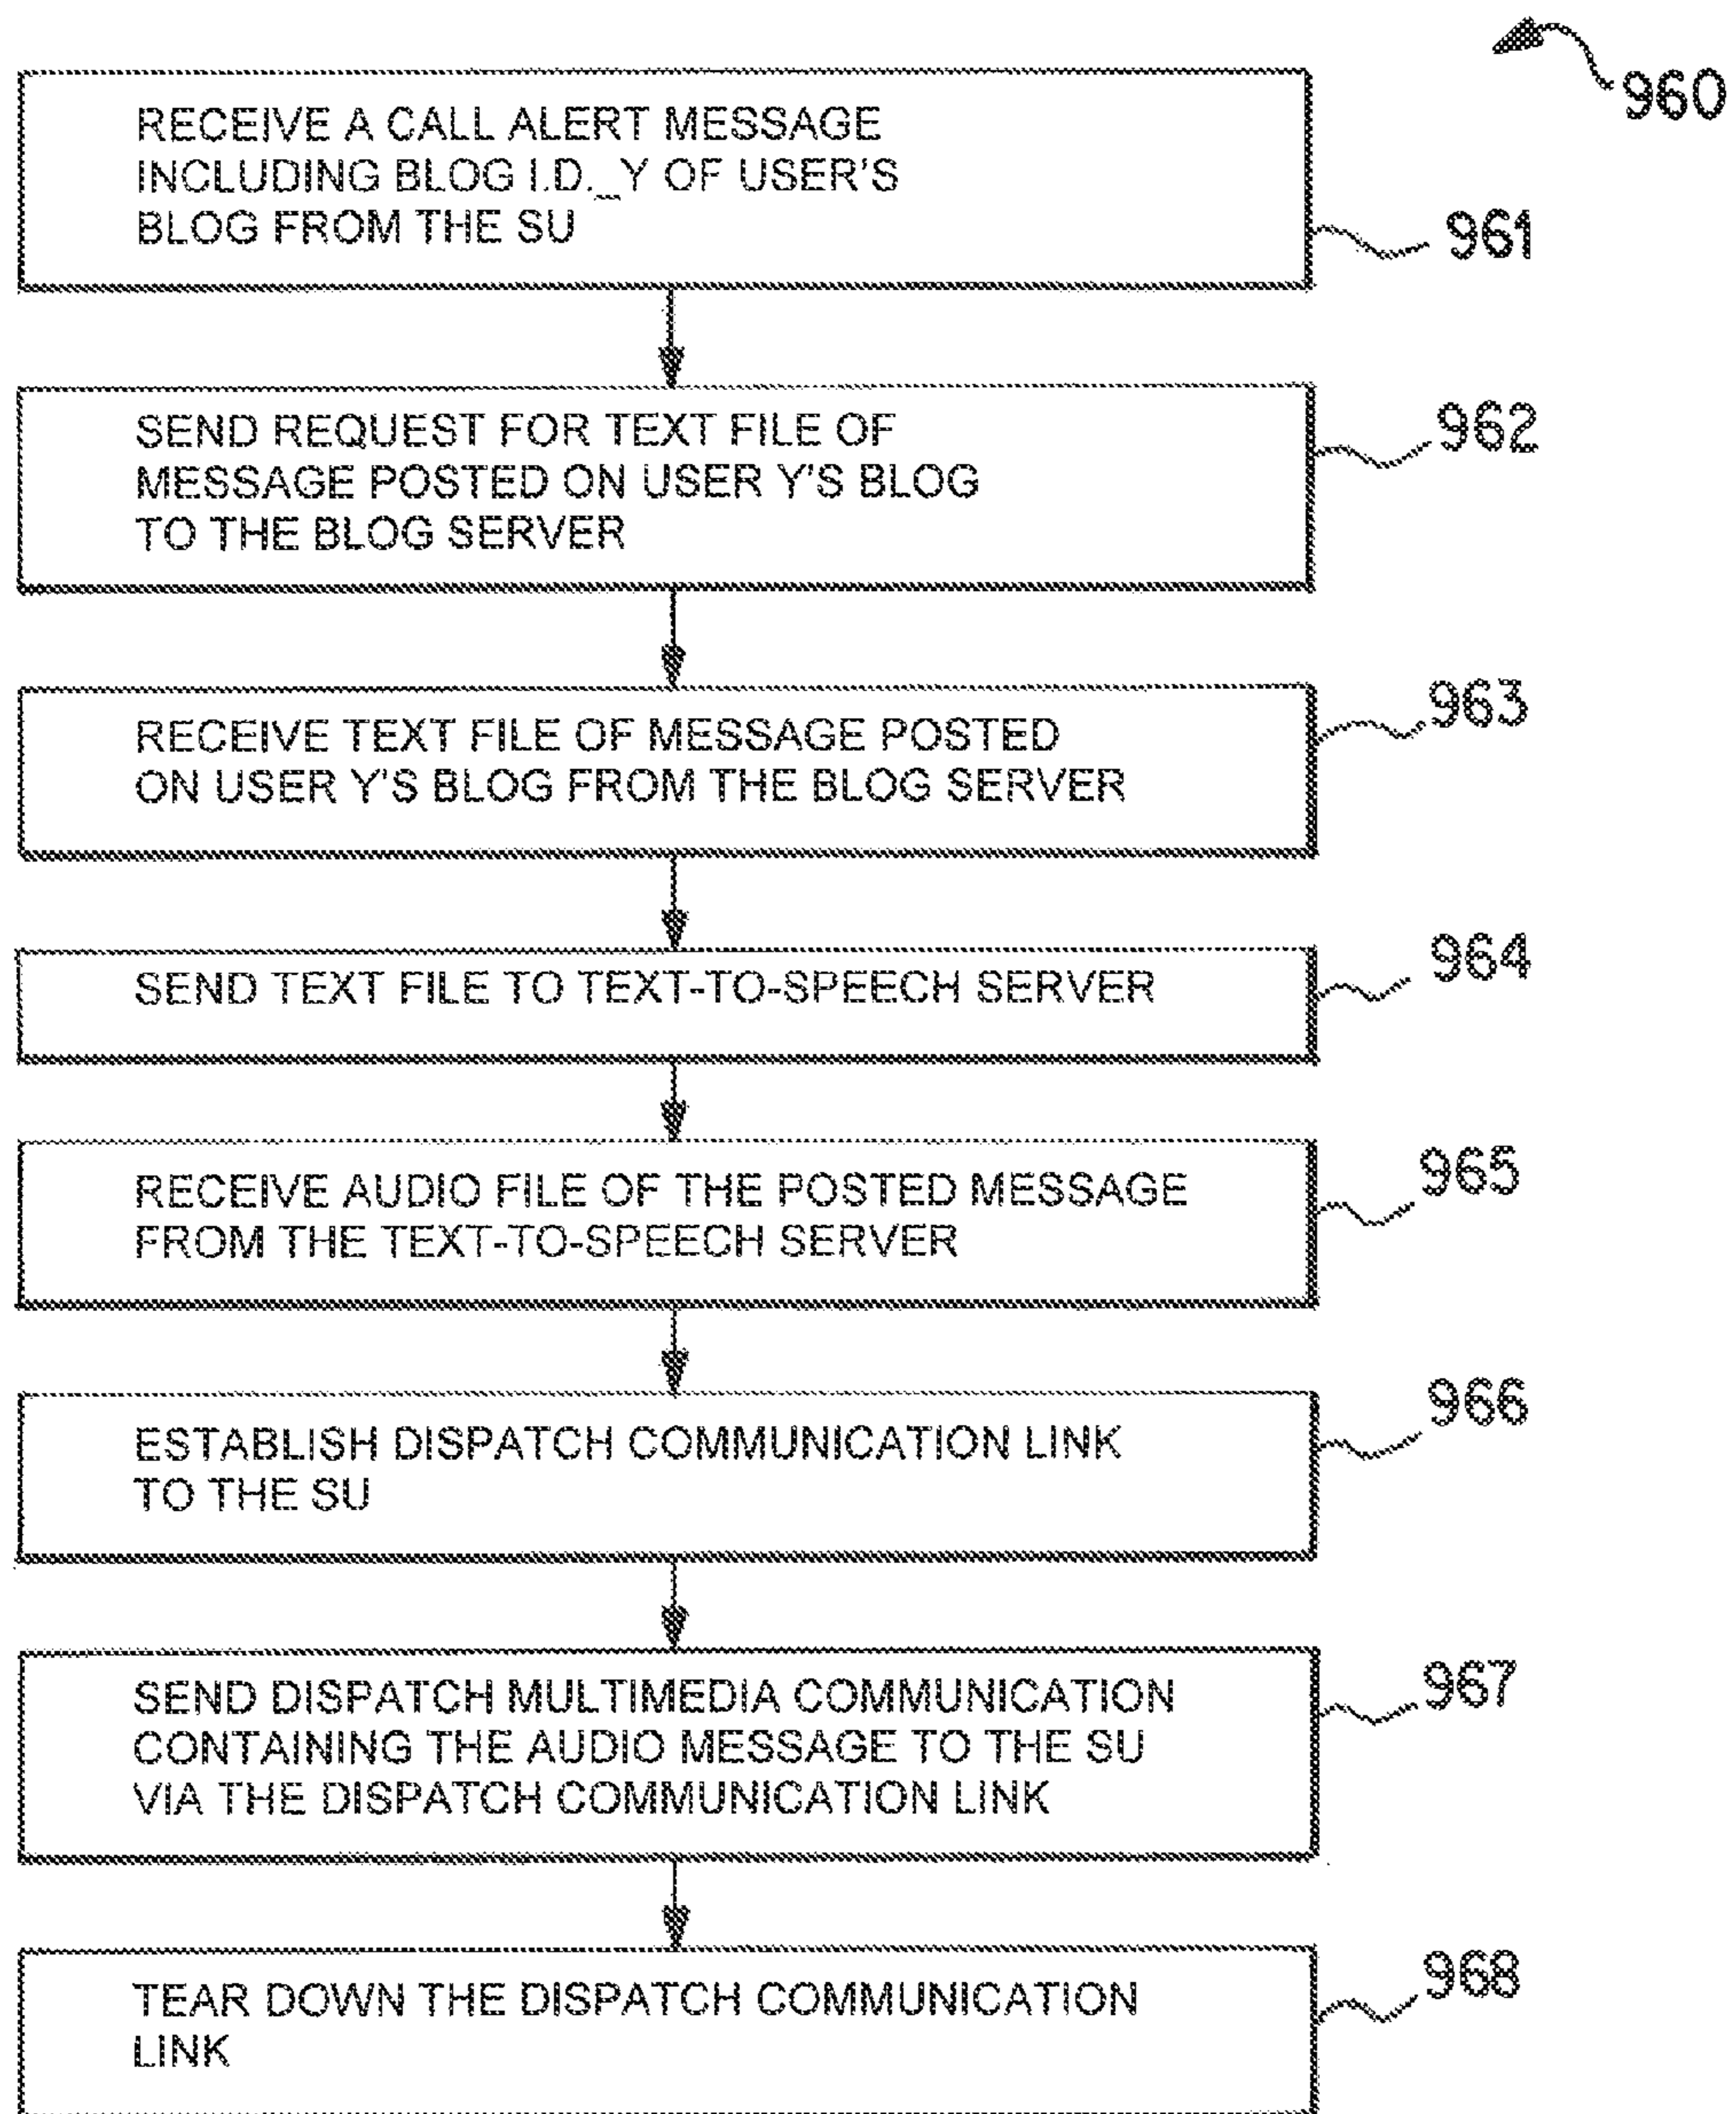 960
RECEIVE A CALL ALERT MESSAGE
INCLUDING BLOG I.D._Y OF USER'S
BLOG FROM THE SU
961
SEND REQUEST FOR TEXT FILE OF
MESSAGE POSTED ON USER Y'S BLOG
TO THE BLOG SERVER
962
RECEIVE TEXT FILE OF MESSAGE POSTED
ON USER Y'S BLOG FROM THE BLOG SERVER
963
SEND TEXT FILE TO TEXT-TO-SPEECH SERVER
964
RECEIVE AUDIO FILE OF THE POSTED MESSAGE
FROM THE TEXT-TO-SPEECH SERVER
965
ESTABLISH DISPATCH COMMUNICATION LINK
TO THE SU
966
SEND DISPATCH MULTIMEDIA COMMUNICATION
CONTAINING THE AUDIO MESSAGE TO THE SU
VIA THE DISPATCH COMMUNICATION LINK
967
TEAR DOWN THE DISPATCH COMMUNICATION
LINK
968